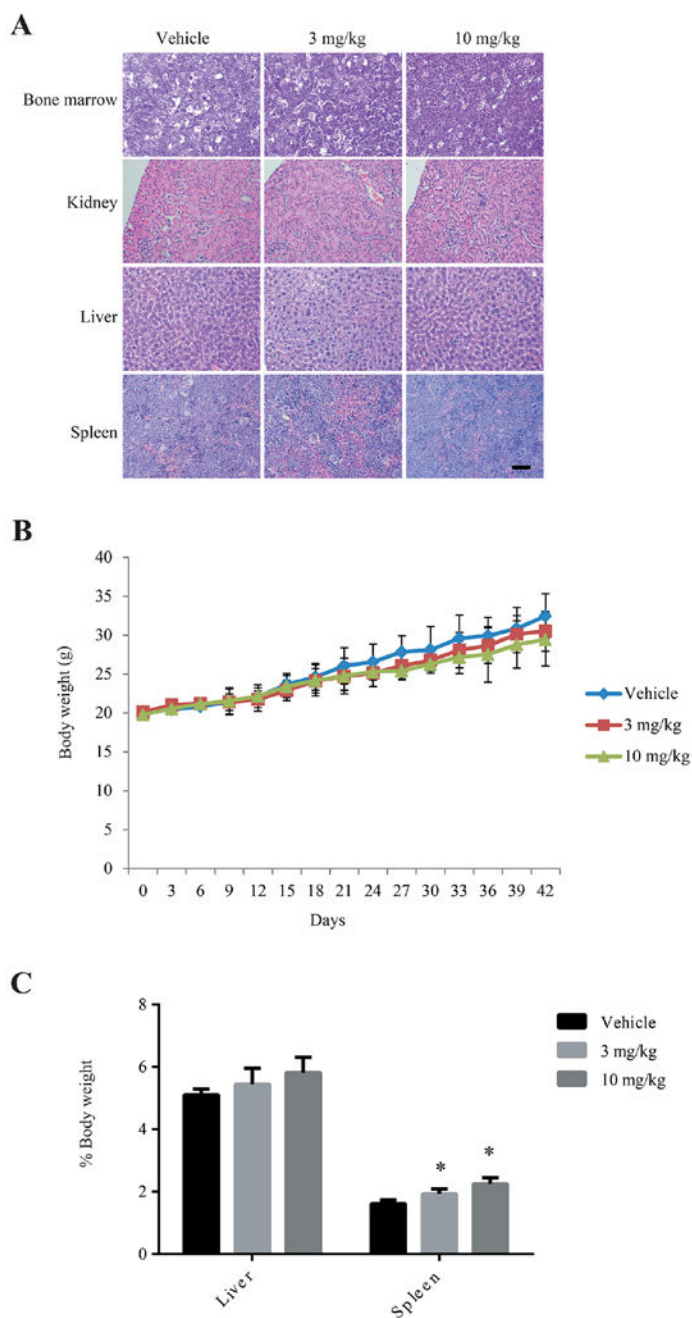 A
Vehicle 3 mg/kg 10 mg/kg
Bone marrow
Kidney
Liver
Spleen
B
40
35
30
25
20
15
10
5
0
Body weight (g)
0 3 6 9 12 15 18 21 24 27 30 33 36 39 42
Days
Vehicle
3 mg/kg
10 mg/kg
C
8
6
4
2
0
% Body weight
* *
Liver Spleen
Vehicle
3 mg/kg
10 mg/kg